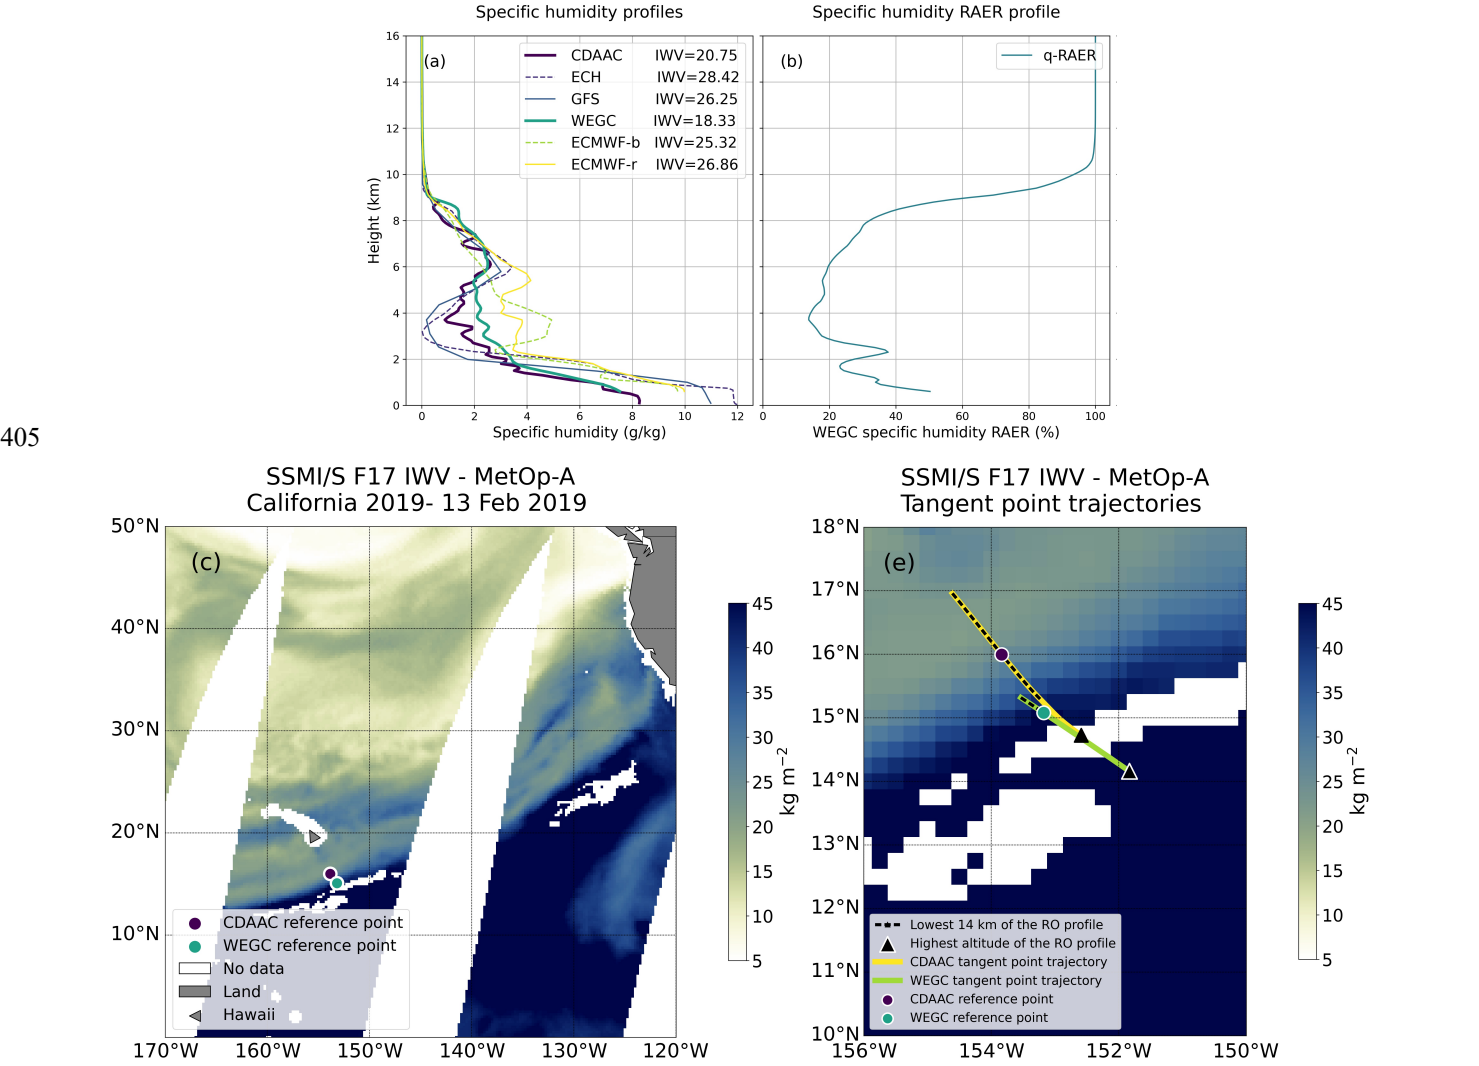 Specific humidity profiles
(a)
CDAAC IWV=20.75
ECH IWV=28.42
GFS IWV=26.25
WEGC IWV=18.33
ECMWF-b IWV=25.32
ECMWF-r IWV=26.86
16
14
12
10
8
6
4
2
0
Height (km)
0 2 4 6 8 10 12
Specific humidity (g/kg)
Specific humidity RAER profile
(b)
q-RAER
0 20 40 60 80 100
WEGC specific humidity RAER (%)
405
SSMI/S F17 IWV - MetOp-A
California 2019- 13 Feb 2019
(c)
50°N
40°N
30°N
20°N
10°N
CDAAC reference point
WEGC reference point
No data
Land
Hawaii
170°W 160°W 150°W 140°W 130°W 120°W
45
40
35
30
25
20
15
10
5
kg m−2
SSMI/S F17 IWV - MetOp-A
Tangent point trajectories
(e)
18°N
17°N
16°N
15°N
14°N
13°N
12°N
11°N
10°N
Lowest 14 km of the RO profile
Highest altitude of the RO profile
CDAAC tangent point trajectory
WEGC tangent point trajectory
CDAAC reference point
WEGC reference point
156°W 154°W 152°W 150°W
45
40
35
30
25
20
15
10
5
kg m−2